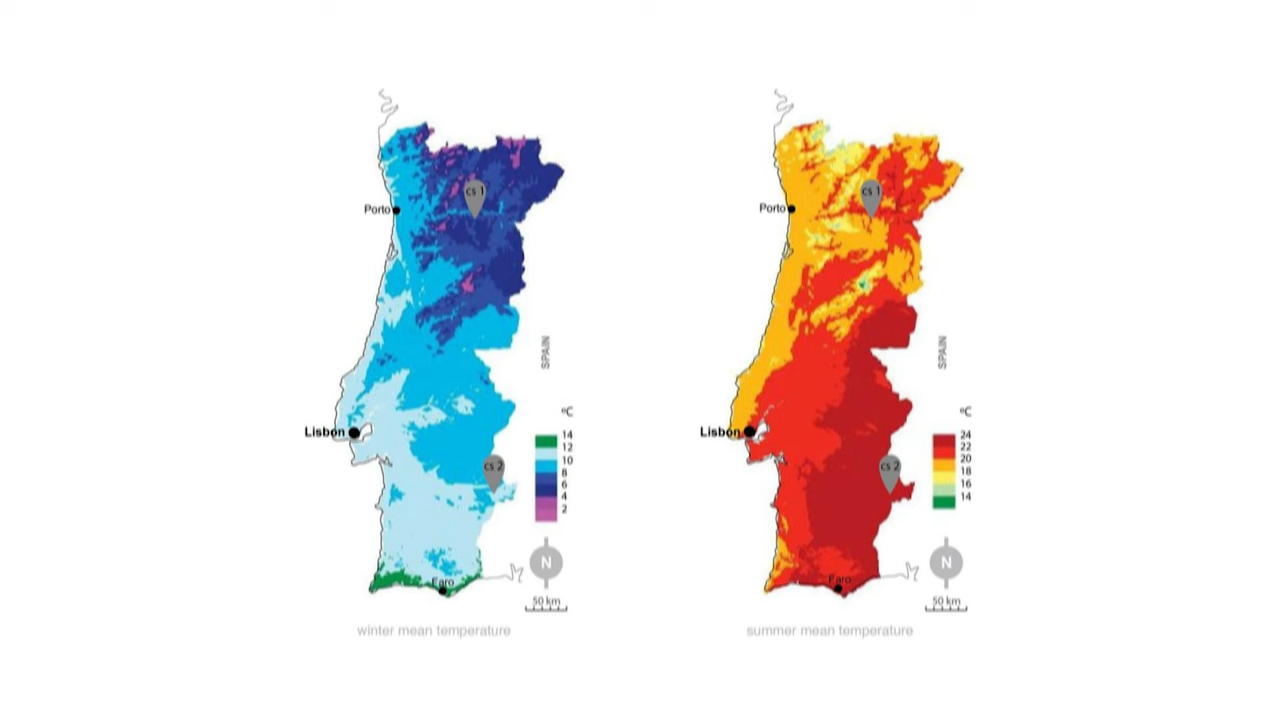 cs 1
Porto
SPAIN
ºC
Lisbon
14
12
10
8
6
4
2
cs 2
N
Faro
50 km
winter mean temperature
cs 1
Porto
SPAIN
ºC
Lisbon
24
22
20
18
16
14
cs 2
N
Faro
50 km
summer mean temperature